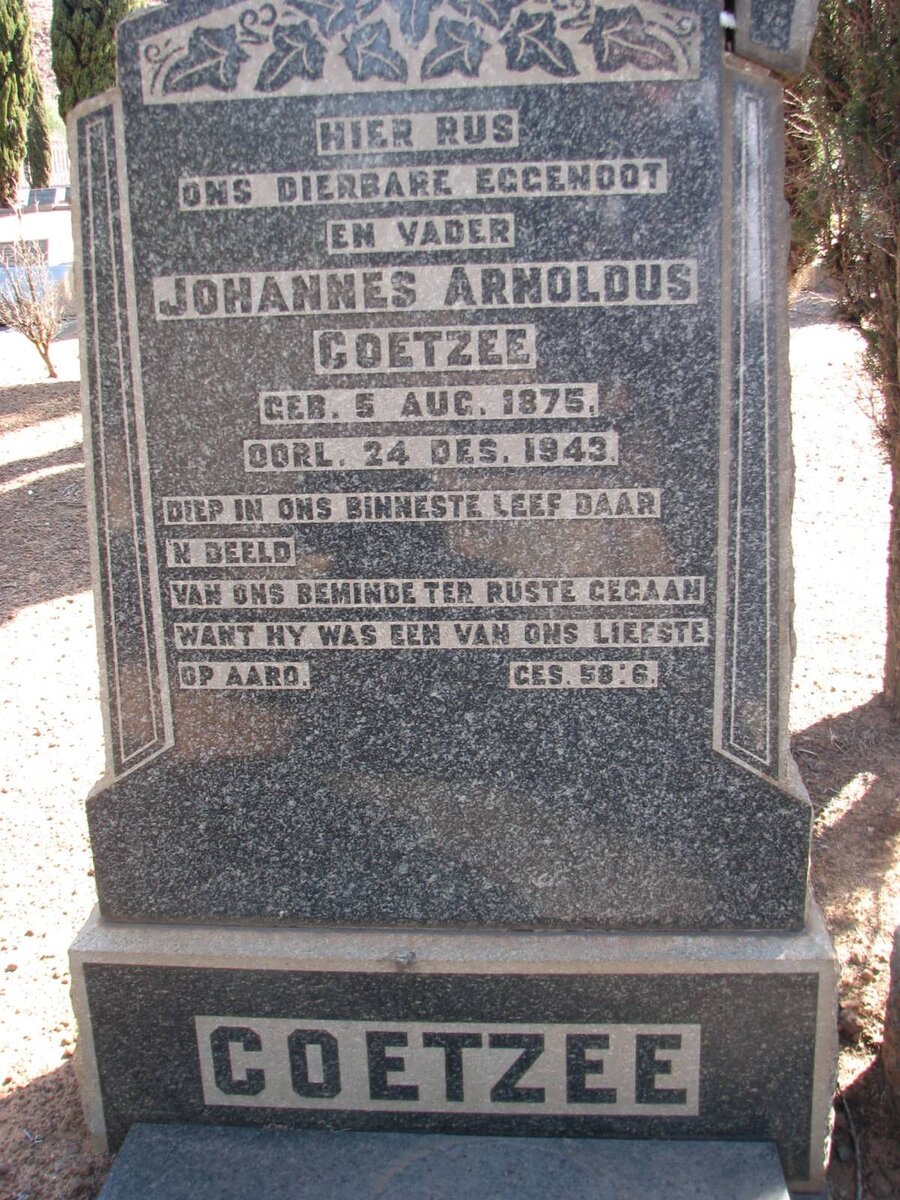 HIER RUS
ONS DIERBARE EGGENOOT
EN VADER
JOHANNES ARNOLDUS
COETZEE
GEB. 5 AUG. 1875,
OORL. 24 DES. 1943.
DIEP IN ONS BINNESTE LEEF DAAR
'N BEELD
VAN ONS BEMINDE TER RUSTE GEGAAN
WANT HY WAS EEN VAN ONS LIEFSTE
OP AARD. GES. 58:6.
COETZEE